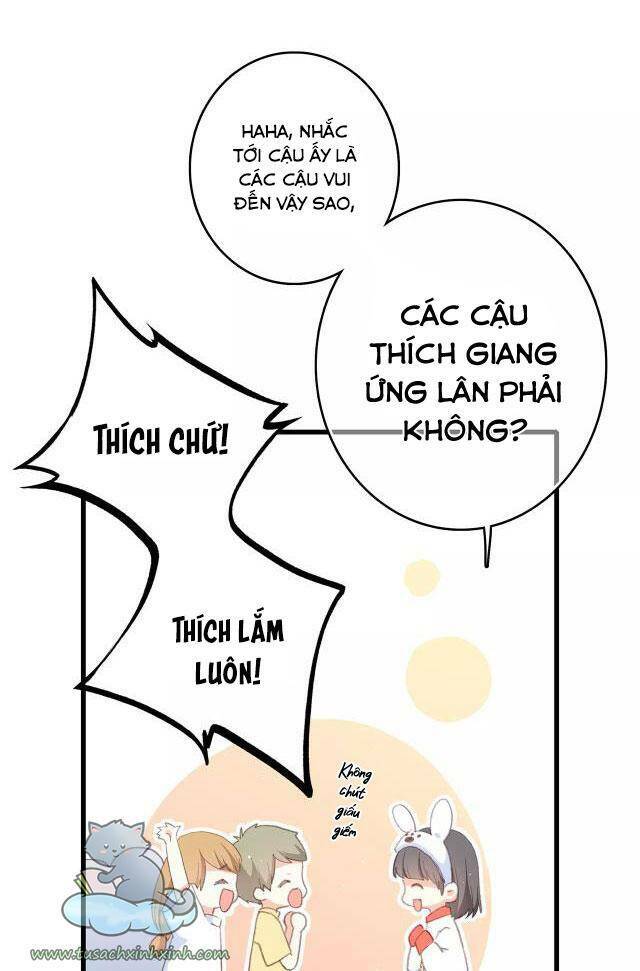 HAHA, NHẮC
TỚI CẬU ẤY LÀ
CÁC CẬU VUI
ĐẾN VẬY SAO,
CÁC CẬU
THÍCH GIANG
ỨNG LÂN PHẢI
KHÔNG?
THÍCH CHỨ!
THÍCH LẮM
LUÔN!
Không
chút
giấu
giếm
www.tusachxinhxinh.com